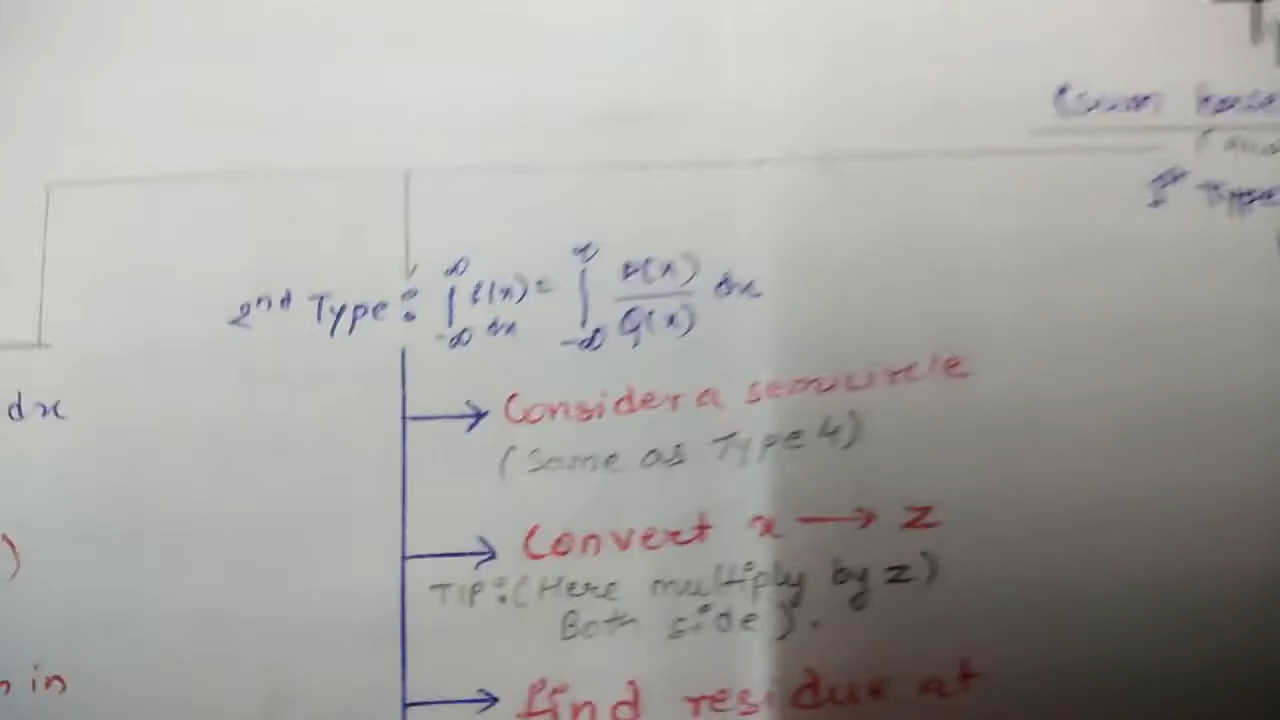 Type
2nd Type : ∫ f(x) dx = ∫ F(x)/G(x) dx
∞ -∞ ∞ -∞
dx
→ Consider a semicircle
(Same as Type 4)
)
→ Convert x → z
TIP:(Here multiply by z)
Both side).
n in
→ find residue at